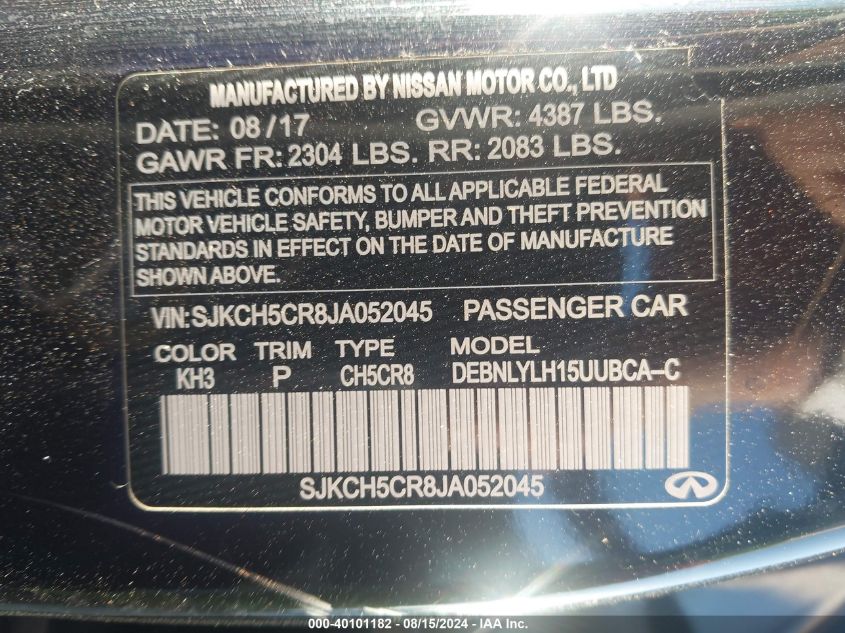 MANUFACTURED BY NISSAN MOTOR CO., LTD
DATE: 08/17 GVWR: 4387 LBS.
GAWR FR: 2304 LBS. RR: 2083 LBS.
THIS VEHICLE CONFORMS TO ALL APPLICABLE FEDERAL
MOTOR VEHICLE SAFETY, BUMPER AND THEFT PREVENTION
STANDARDS IN EFFECT ON THE DATE OF MANUFACTURE
SHOWN ABOVE.
VIN: SJKCH5CR8JA052045 PASSENGER CAR
COLOR TRIM TYPE MODEL
KH3 P CH5CR8 DEBNLYLH15UUBCA-C
SJKCH5CR8JA052045
000-40101182 - 08/15/2024 - IAA Inc.